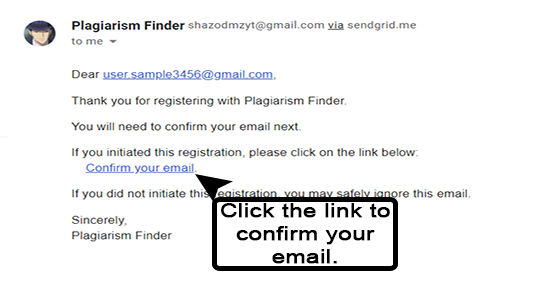 Plagiarism Finder shazodmzyt@gmail.com via sendgrid.me
to me
Dear user.sample3456@gmail.com,
Thank you for registering with Plagiarism Finder.
You will need to confirm your email next.
If you initiated this registration, please click on the link below:
Confirm your email.
If you did not initiate this registration, you may safely ignore this email.
Sincerely,
Plagiarism Finder
Click the link to
confirm your
email.